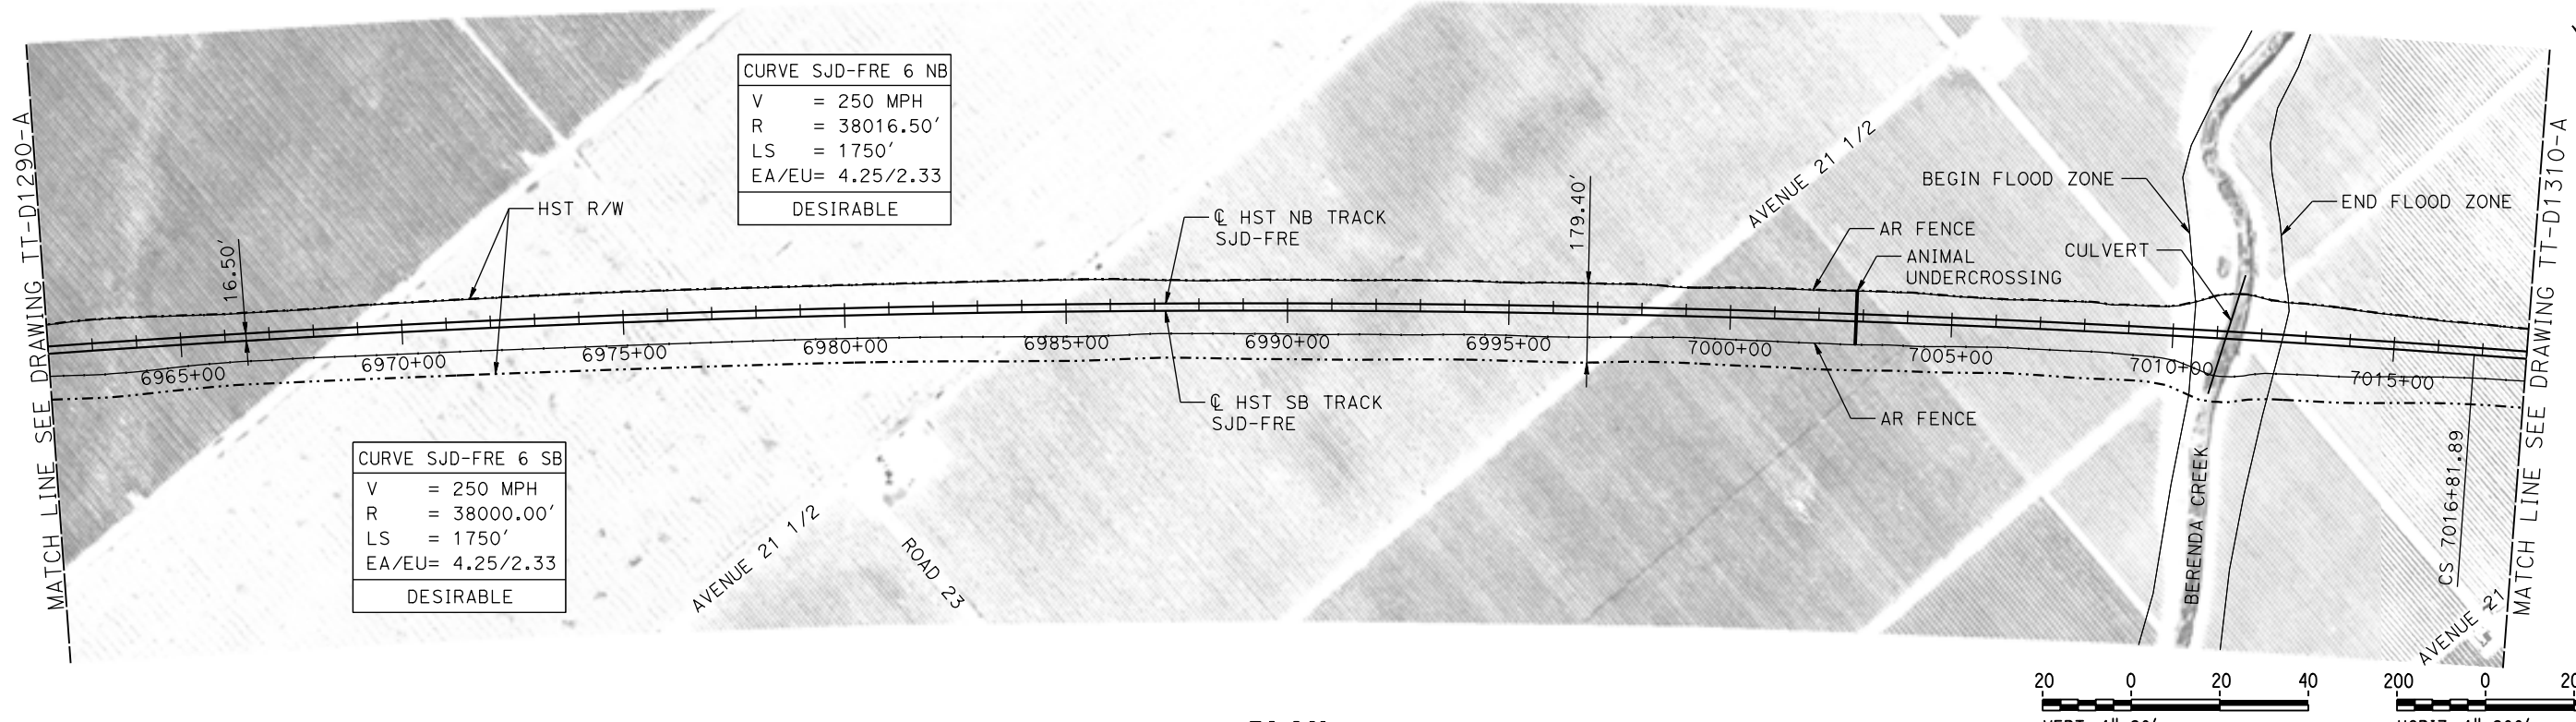 MATCH LINE SEE DRAWING TT-D1290-A
16.50'
HST R/W
CURVE SJD-FRE 6 NB
V = 250 MPH
R = 38016.50'
LS = 1750'
EA/EU= 4.25/2.33
DESIRABLE
℄ HST NB TRACK
SJD-FRE
179.40'
AVENUE 21 1/2
AR FENCE
ANIMAL
UNDERCROSSING
BEGIN FLOOD ZONE
CULVERT
END FLOOD ZONE
MATCH LINE SEE DRAWING TT-D1310-A
6965+00
6970+00
6975+00
6980+00
6985+00
6990+00
6995+00
7000+00
7005+00
7010+00
7015+00
CURVE SJD-FRE 6 SB
V = 250 MPH
R = 38000.00'
LS = 1750'
EA/EU= 4.25/2.33
DESIRABLE
℄ HST SB TRACK
SJD-FRE
AR FENCE
AVENUE 21 1/2
ROAD 23
BERENDA CREEK
CS 7016+81.89
AVENUE 21
20 0 20 40
200 0 20